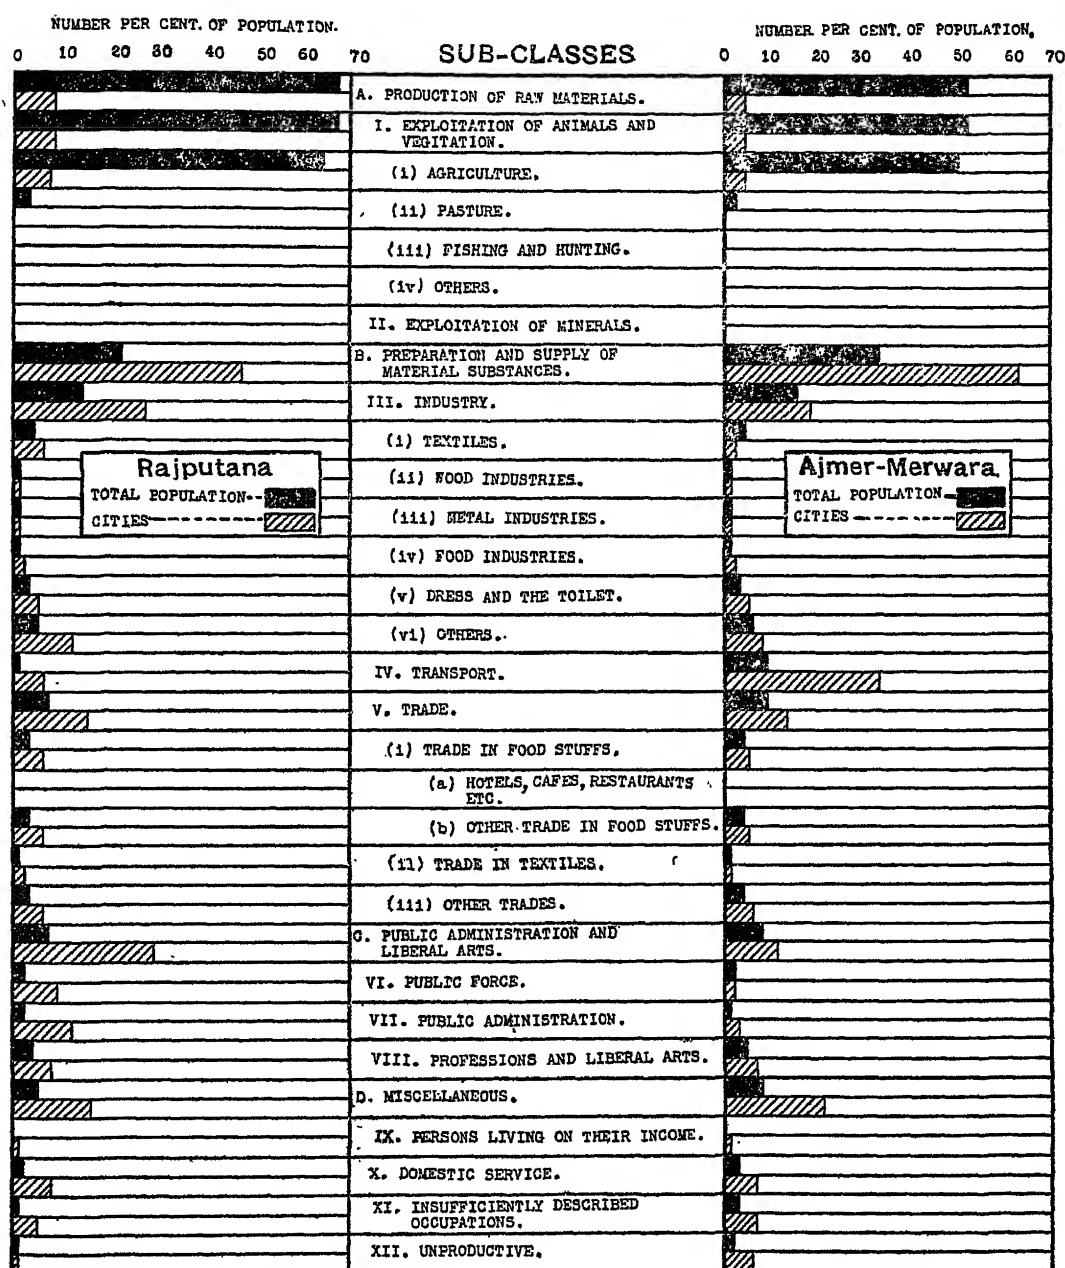 NUMBER PER CENT. OF POPULATION.
0 10 20 30 40 50 60 70
SUB-CLASSES
NUMBER PER CENT. OF POPULATION.
0 10 20 30 40 50 60 70
A. PRODUCTION OF RAW MATERIALS.
I. EXPLOITATION OF ANIMALS AND
VEGITATION.
(i) AGRICULTURE.
(ii) PASTURE.
(iii) FISHING AND HUNTING.
(iv) OTHERS.
II. EXPLOITATION OF MINERALS.
B. PREPARATION AND SUPPLY OF
MATERIAL SUBSTANCES.
III. INDUSTRY.
(i) TEXTILES.
(ii) WOOD INDUSTRIES.
(iii) METAL INDUSTRIES.
(iv) FOOD INDUSTRIES.
(v) DRESS AND THE TOILET.
(vi) OTHERS.
IV. TRANSPORT.
V. TRADE.
(i) TRADE IN FOOD STUFFS.
(a) HOTELS, CAFES, RESTAURANTS
ETC.
(b) OTHER TRADE IN FOOD STUFFS.
(ii) TRADE IN TEXTILES.
(iii) OTHER TRADES.
C. PUBLIC ADMINISTRATION AND
LIBERAL ARTS.
VI. PUBLIC FORCE.
VII. PUBLIC ADMINISTRATION.
VIII. PROFESSIONS AND LIBERAL ARTS.
D. MISCELLANEOUS.
IX. PERSONS LIVING ON THEIR INCOME.
X. DOMESTIC SERVICE.
XI. INSUFFICIENTLY DESCRIBED
OCCUPATIONS.
XII. UNPRODUCTIVE.
Rajputana
TOTAL POPULATION--
CITIES---------
Ajmer-Merwara.
TOTAL POPULATION-
CITIES---------